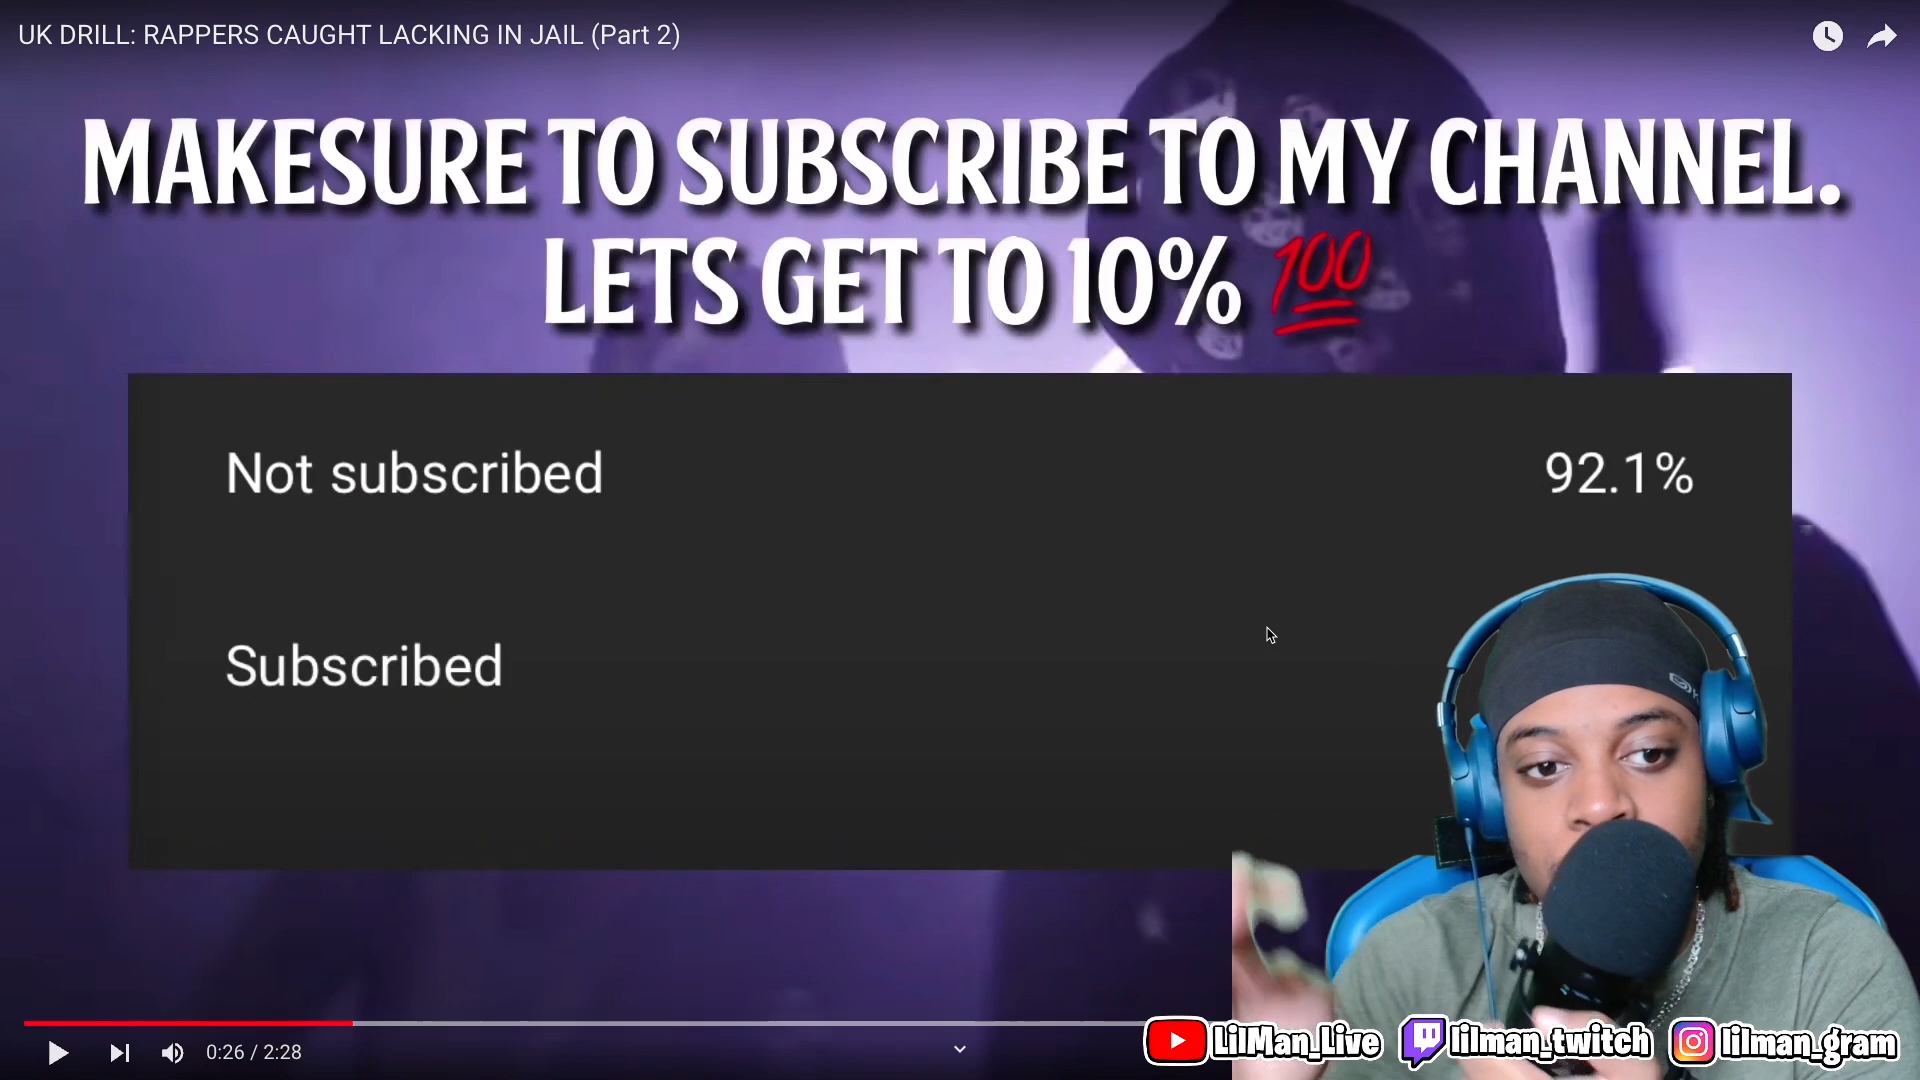 UK DRILL: RAPPERS CAUGHT LACKING IN JAIL (Part 2)
MAKESURE TO SUBSCRIBE TO MY CHANNEL.
LETS GET TO 10% 💯
Not subscribed 92.1%
Subscribed
0:26 / 2:28
LilMan_Live lilman_twitch lilman_gram